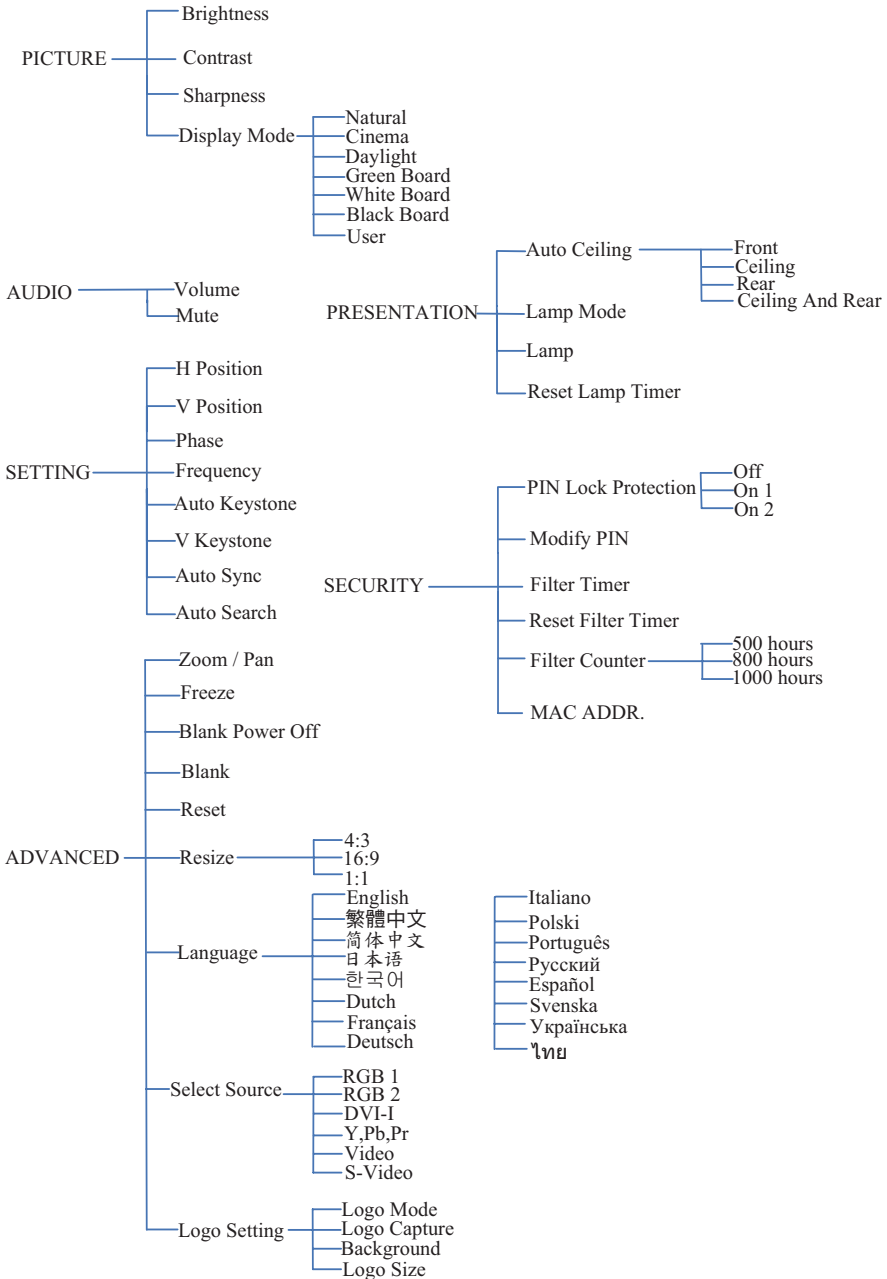 PICTURE
Brightness
Contrast
Sharpness
Display Mode
Natural
Cinema
Daylight
Green Board
White Board
Black Board
User
AUDIO
Volume
Mute
PRESENTATION
Auto Ceiling
Front
Ceiling
Rear
Ceiling And Rear
Lamp Mode
Lamp
Reset Lamp Timer
SETTING
H Position
V Position
Phase
Frequency
Auto Keystone
V Keystone
Auto Sync
Auto Search
SECURITY
PIN Lock Protection
Off
On 1
On 2
Modify PIN
Filter Timer
Reset Filter Timer
Filter Counter
500 hours
800 hours
1000 hours
MAC ADDR.
ADVANCED
Zoom / Pan
Freeze
Blank Power Off
Blank
Reset
Resize
4:3
16:9
1:1
Language
English
繁體中文
简体中文
日本语
한국어
Dutch
Français
Deutsch
Italiano
Polski
Português
Русский
Español
Svenska
Українська
ไทย
Select Source
RGB 1
RGB 2
DVI-I
Y,Pb,Pr
Video
S-Video
Logo Setting
Logo Mode
Logo Capture
Background
Logo Size